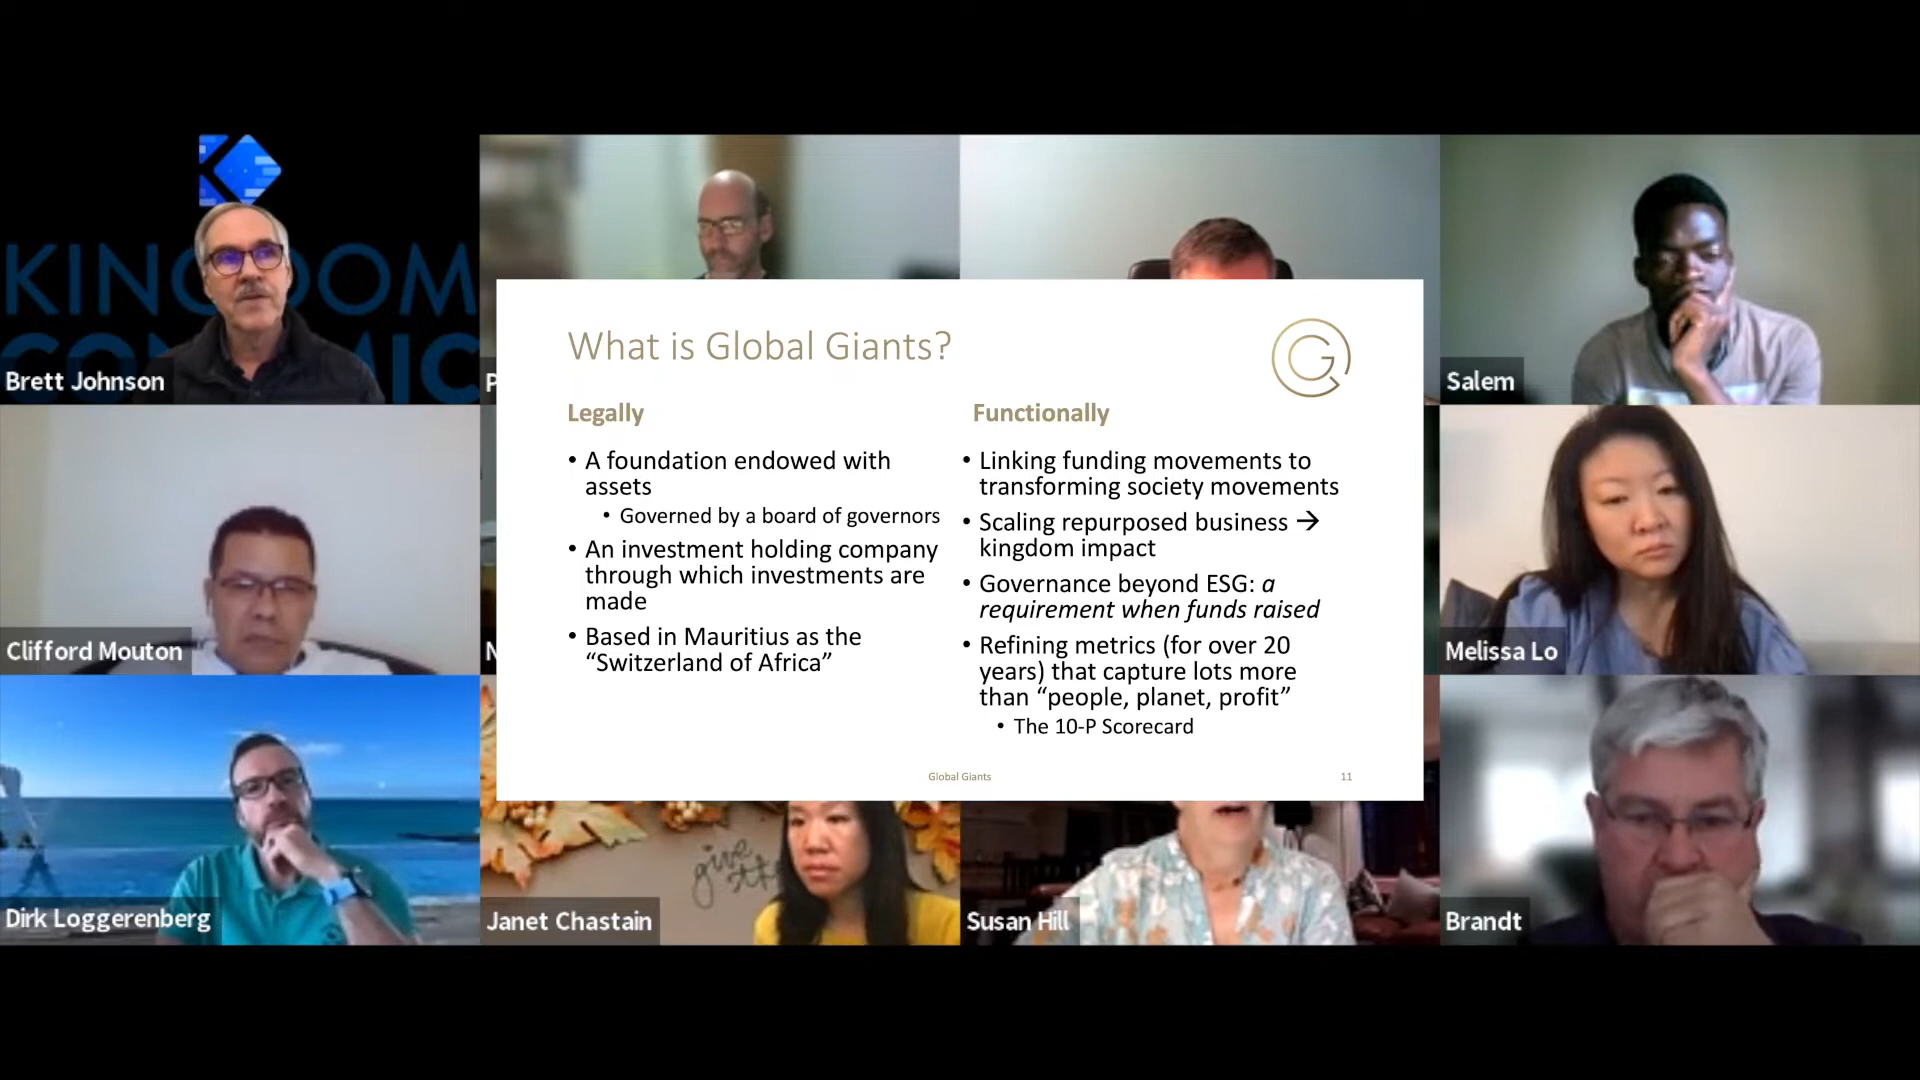 KINGDOM
Brett Johnson
P
Salem
What is Global Giants?
Legally
• A foundation endowed with
assets
• Governed by a board of governors
• An investment holding company
through which investments are
made
• Based in Mauritius as the
“Switzerland of Africa”
Functionally
• Linking funding movements to
transforming society movements
• Scaling repurposed business →
kingdom impact
• Governance beyond ESG: a
requirement when funds raised
• Refining metrics (for over 20
years) that capture lots more
than “people, planet, profit”
• The 10-P Scorecard
Global Giants
11
Clifford Mouton
N
Melissa Lo
Dirk Loggerenberg
give
Janet Chastain
Susan Hill
Brandt